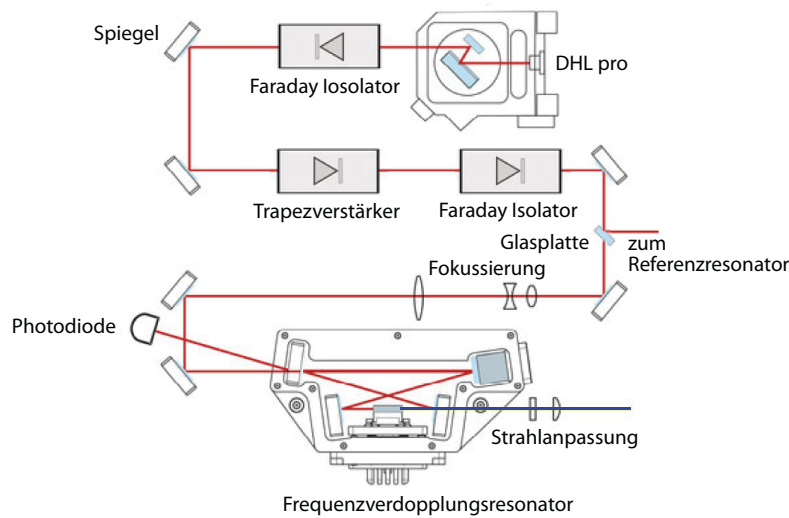 Spiegel
Faraday Iosolator
DHL pro
Trapezverstärker
Faraday Isolator
Glasplatte
zum
Referenzresonator
Fokussierung
Photodiode
Strahlanpassung
Frequenzverdopplungsresonator